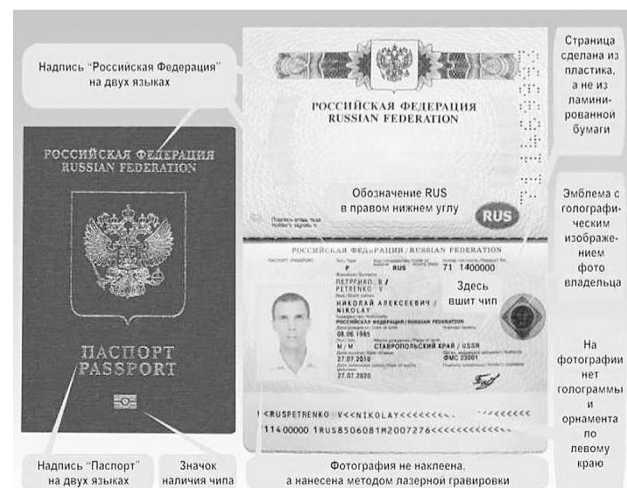 Надпись "Российская Федерация"
на двух языках
Страница
сделана из
пластика,
а не из
ламини-
рованной
бумаги
РОССИЙСКАЯ ФЕДЕРАЦИЯ
RUSSIAN FEDERATION
Обозначение RUS
в правом нижнем углу
RUS
РОССИЙСКАЯ ФЕДЕРАЦИЯ
RUSSIAN FEDERATION
ПАСПОРТ
PASSPORT
Эмблема с
голографи-
ческим
изображе-
нием
фото
владельца
РОССИЙСКАЯ ФЕДЕРАЦИЯ / RUSSIAN FEDERATION
P RUS 71 1400000
ПЕТРЕНКО В /
PETRENKO V
Здесь
вшит чип
НИКОЛАЙ АЛЕКСЕЕВИЧ /
NIKOLAY
РОССИЙСКАЯ ФЕДЕРАЦИЯ / RUSSIAN FEDERATION
08.06.1985
М / M СТАВРОПОЛЬСКИЙ КРАЙ / USSR
27.07.2010 ФМС 23001
27.07.2020
<RUSPETRENKO V<<NIKOLAY<<<<<<<
11400000 1RUS8506081M2007276<<<<<<<<<<<<<
На
фотографии
нет
голограммы
и
орнамента
по
левому
краю
Надпись "Паспорт"
на двух языках
Значок
наличия чипа
Фотография не наклеена,
а нанесена методом лазерной гравировки